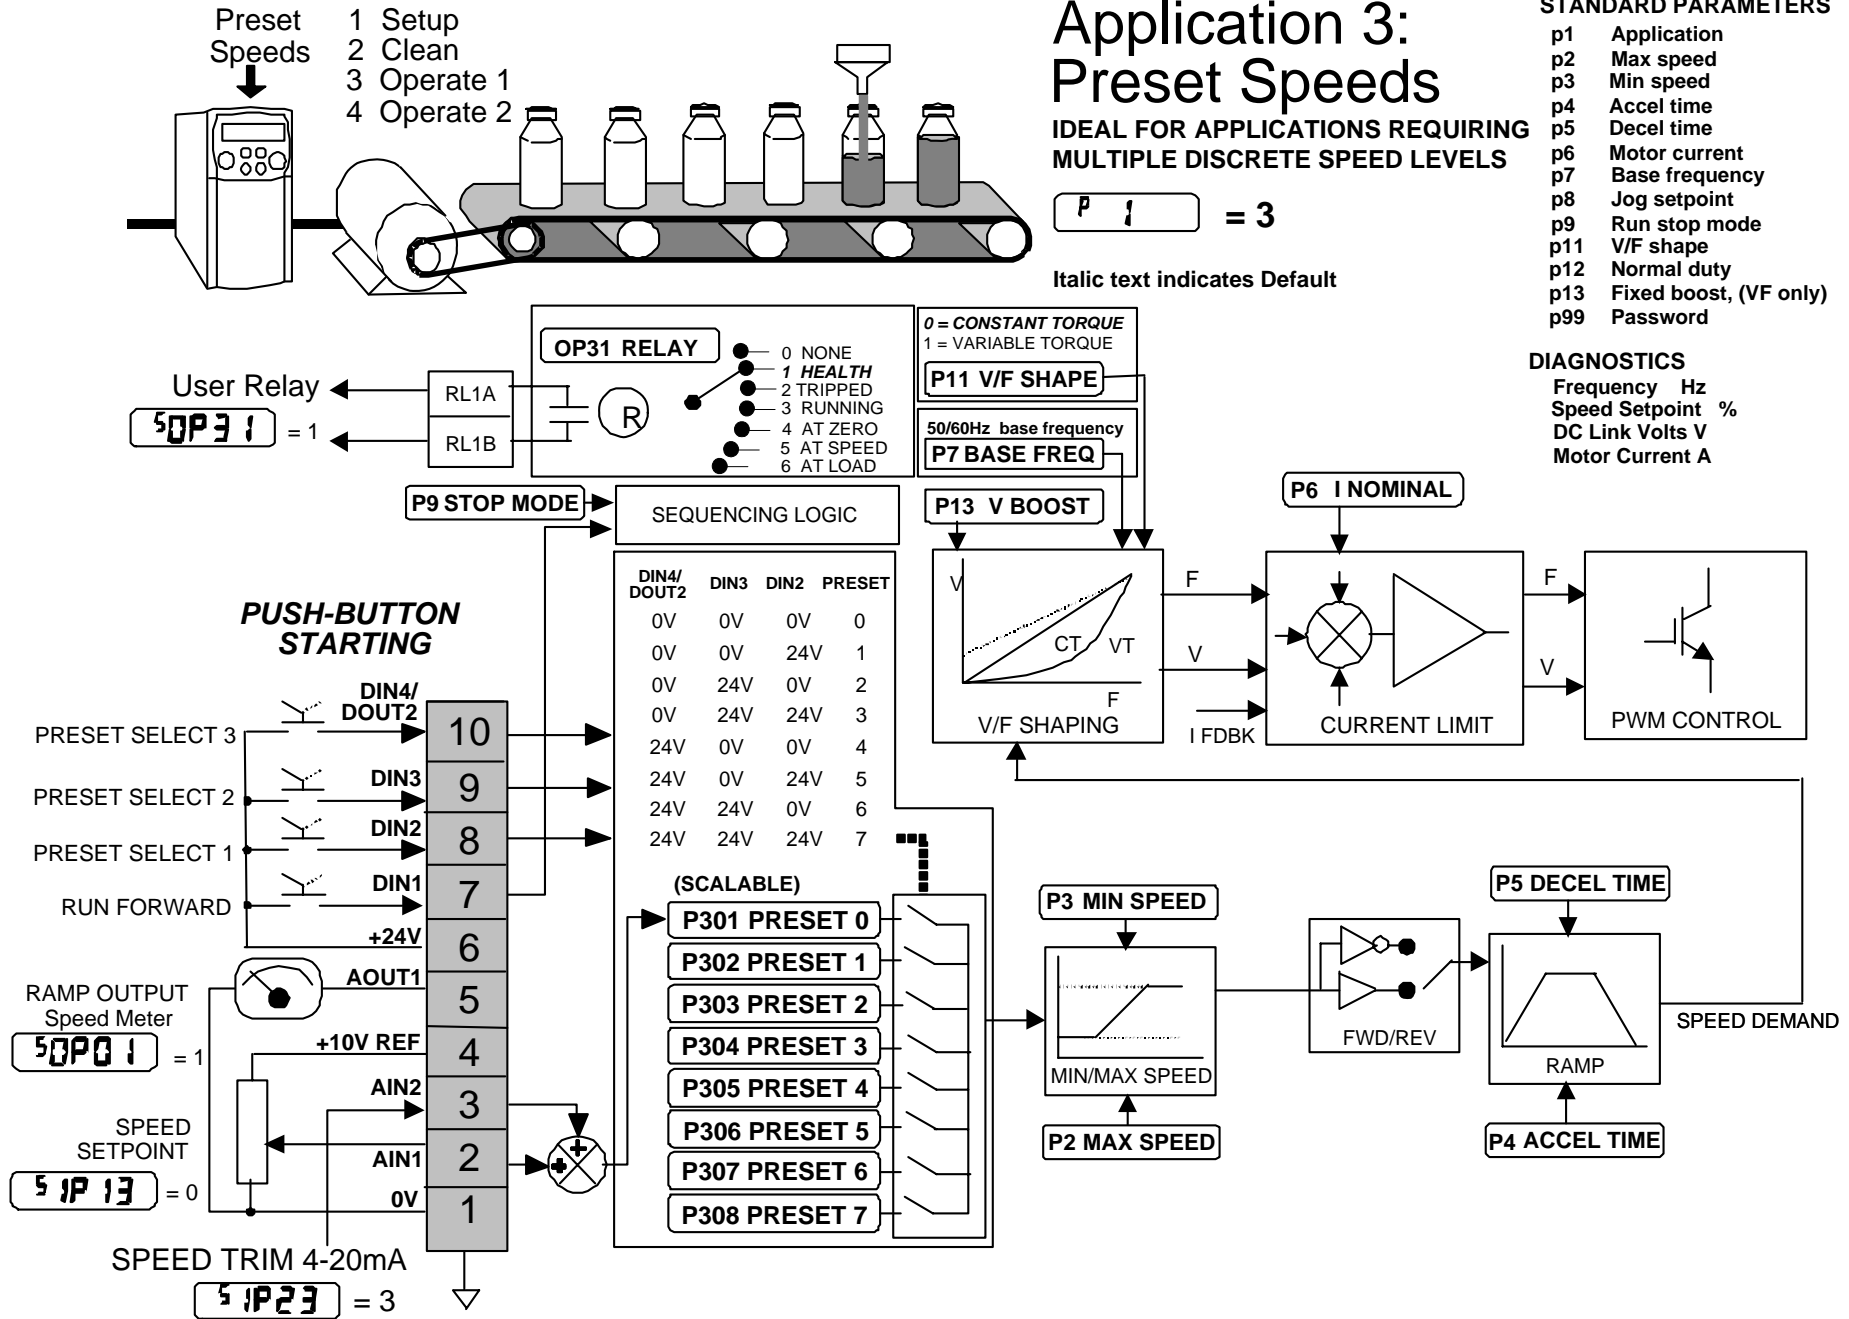 Preset Speeds
1 Setup
2 Clean
3 Operate 1
4 Operate 2
Application 3:
Preset Speeds
IDEAL FOR APPLICATIONS REQUIRING
MULTIPLE DISCRETE SPEED LEVELS
P 1 = 3
Italic text indicates Default
STANDARD PARAMETERS
p1 Application
p2 Max speed
p3 Min speed
p4 Accel time
p5 Decel time
p6 Motor current
p7 Base frequency
p8 Jog setpoint
p9 Run stop mode
p11 V/F shape
p12 Normal duty
p13 Fixed boost, (VF only)
p99 Password
DIAGNOSTICS
Frequency Hz
Speed Setpoint %
DC Link Volts V
Motor Current A
User Relay
SOP31 = 1
RL1A
RL1B
R
OP31 RELAY
0 NONE
1 HEALTH
2 TRIPPED
3 RUNNING
4 AT ZERO
5 AT SPEED
6 AT LOAD
0 = CONSTANT TORQUE
1 = VARIABLE TORQUE
P11 V/F SHAPE
50/60Hz base frequency
P7 BASE FREQ
P9 STOP MODE
SEQUENCING LOGIC
P13 V BOOST
P6 I NOMINAL
V
CT
VT
F
V/F SHAPING
F
V
I FDBK
CURRENT LIMIT
F
V
PWM CONTROL
DIN4/
DOUT2 DIN3 DIN2 PRESET
0V 0V 0V 0
0V 0V 24V 1
0V 24V 0V 2
0V 24V 24V 3
24V 0V 0V 4
24V 0V 24V 5
24V 24V 0V 6
24V 24V 24V 7
PUSH-BUTTON
STARTING
PRESET SELECT 3
DIN4/
DOUT2
10
PRESET SELECT 2
DIN3
9
PRESET SELECT 1
DIN2
8
RUN FORWARD
DIN1
7
+24V
6
RAMP OUTPUT
Speed Meter
SOP01 = 1
AOUT1
5
+10V REF
4
AIN2
3
SPEED
SETPOINT
SIP13 = 0
AIN1
2
0V
1
SPEED TRIM 4-20mA
SIP23 = 3
(SCALABLE)
P301 PRESET 0
P302 PRESET 1
P303 PRESET 2
P304 PRESET 3
P305 PRESET 4
P306 PRESET 5
P307 PRESET 6
P308 PRESET 7
P3 MIN SPEED
MIN/MAX SPEED
P2 MAX SPEED
FWD/REV
P5 DECEL TIME
RAMP
P4 ACCEL TIME
SPEED DEMAND